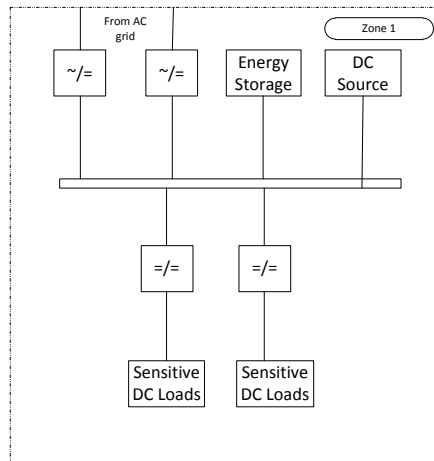 From AC
grid
Zone 1
~/=
~/=
Energy
Storage
DC
Source
=/=
=/=
Sensitive
DC Loads
Sensitive
DC Loads